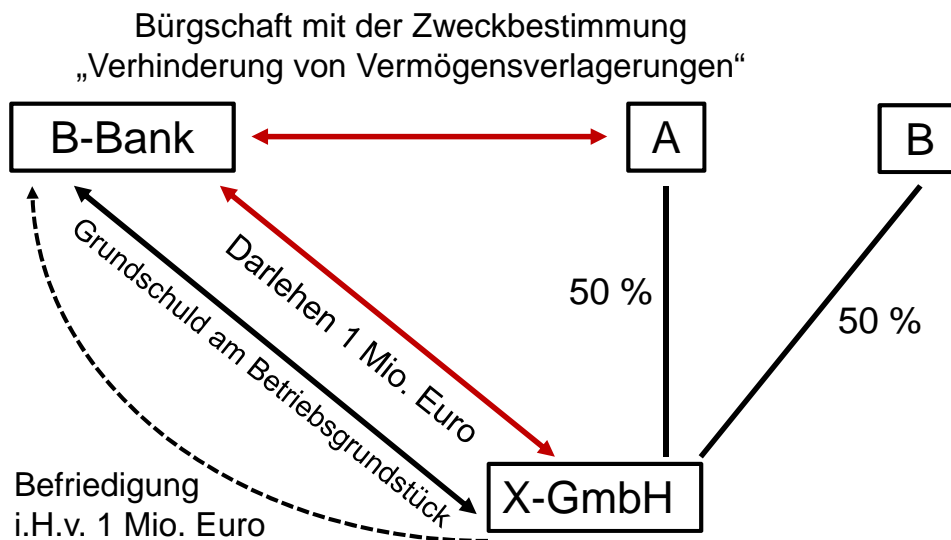 Bürgschaft mit der Zweckbestimmung
„Verhinderung von Vermögensverlagerungen“
B-Bank
A
B
Grundschuld am Betriebsgrundstück
Darlehen 1 Mio. Euro
50 %
50 %
Befriedigung
i.H.v. 1 Mio. Euro
X-GmbH